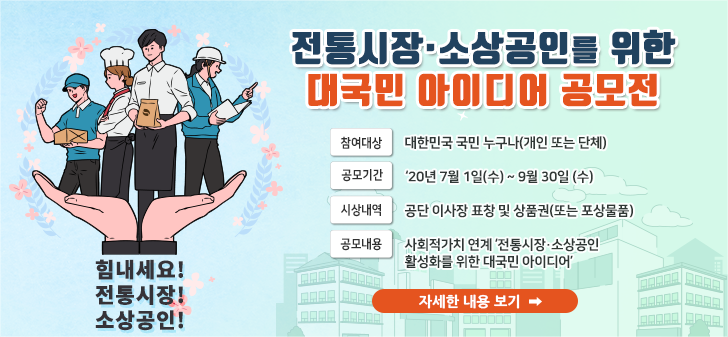 전통시장·소상공인를 위한
대국민 아이디어 공모전
참여대상 대한민국 국민 누구나(개인 또는 단체)
공모기간 '20년 7월 1일(수) ~ 9월 30일 (수)
시상내역 공단 이사장 표창 및 상품권(또는 포상물품)
공모내용 사회적가치 연계 '전통시장·소상공인
활성화를 위한 대국민 아이디어'
자세한 내용 보기 ➡
힘내세요!
전통시장!
소상공인!